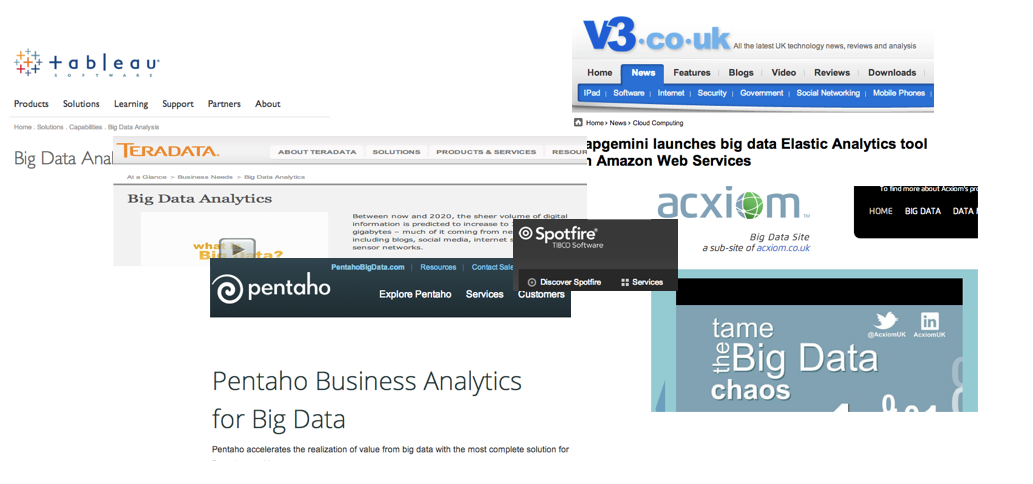 + a b l e a u
S O F T W A R E
Products Solutions Learning Support Partners About
Home . Solutions . Capabilities . Big Data Analysis
Big Data Anal
TERADATA.
ABOUT TERADATA SOLUTIONS PRODUCTS & SERVICES RESOUR
At a Glance > Business Needs > Big Data Analytics
Big Data Analytics
what
Big Data?
Between now and 2020, the sheer volume of digital
information is predicted to increase to
gigabytes – much of it coming from
including blogs, social media, internet
sensor networks.
PentahoBigData.com | Resources | Contact Sale
pentaho
Explore Pentaho Services Customers
Pentaho Business Analytics
for Big Data
Pentaho accelerates the realization of value from big data with the most complete solution for
Spotfire®
TIBCO Software
Discover Spotfire Services
V3.co.uk All the latest UK technology news, reviews and analysis
Home News Features Blogs Video Reviews Downloads
iPad | Software | Internet | Security | Government | Social Networking | Mobile Phones |
Home > News > Cloud Computing
apgemini launches big data Elastic Analytics tool
n Amazon Web Services
acxiom™
Big Data Site
a sub-site of acxiom.co.uk
To find more about Acxiom's pro
HOME BIG DATA DATA
@AcxiomUK AcxiomUK
tame
the Big Data
chaos